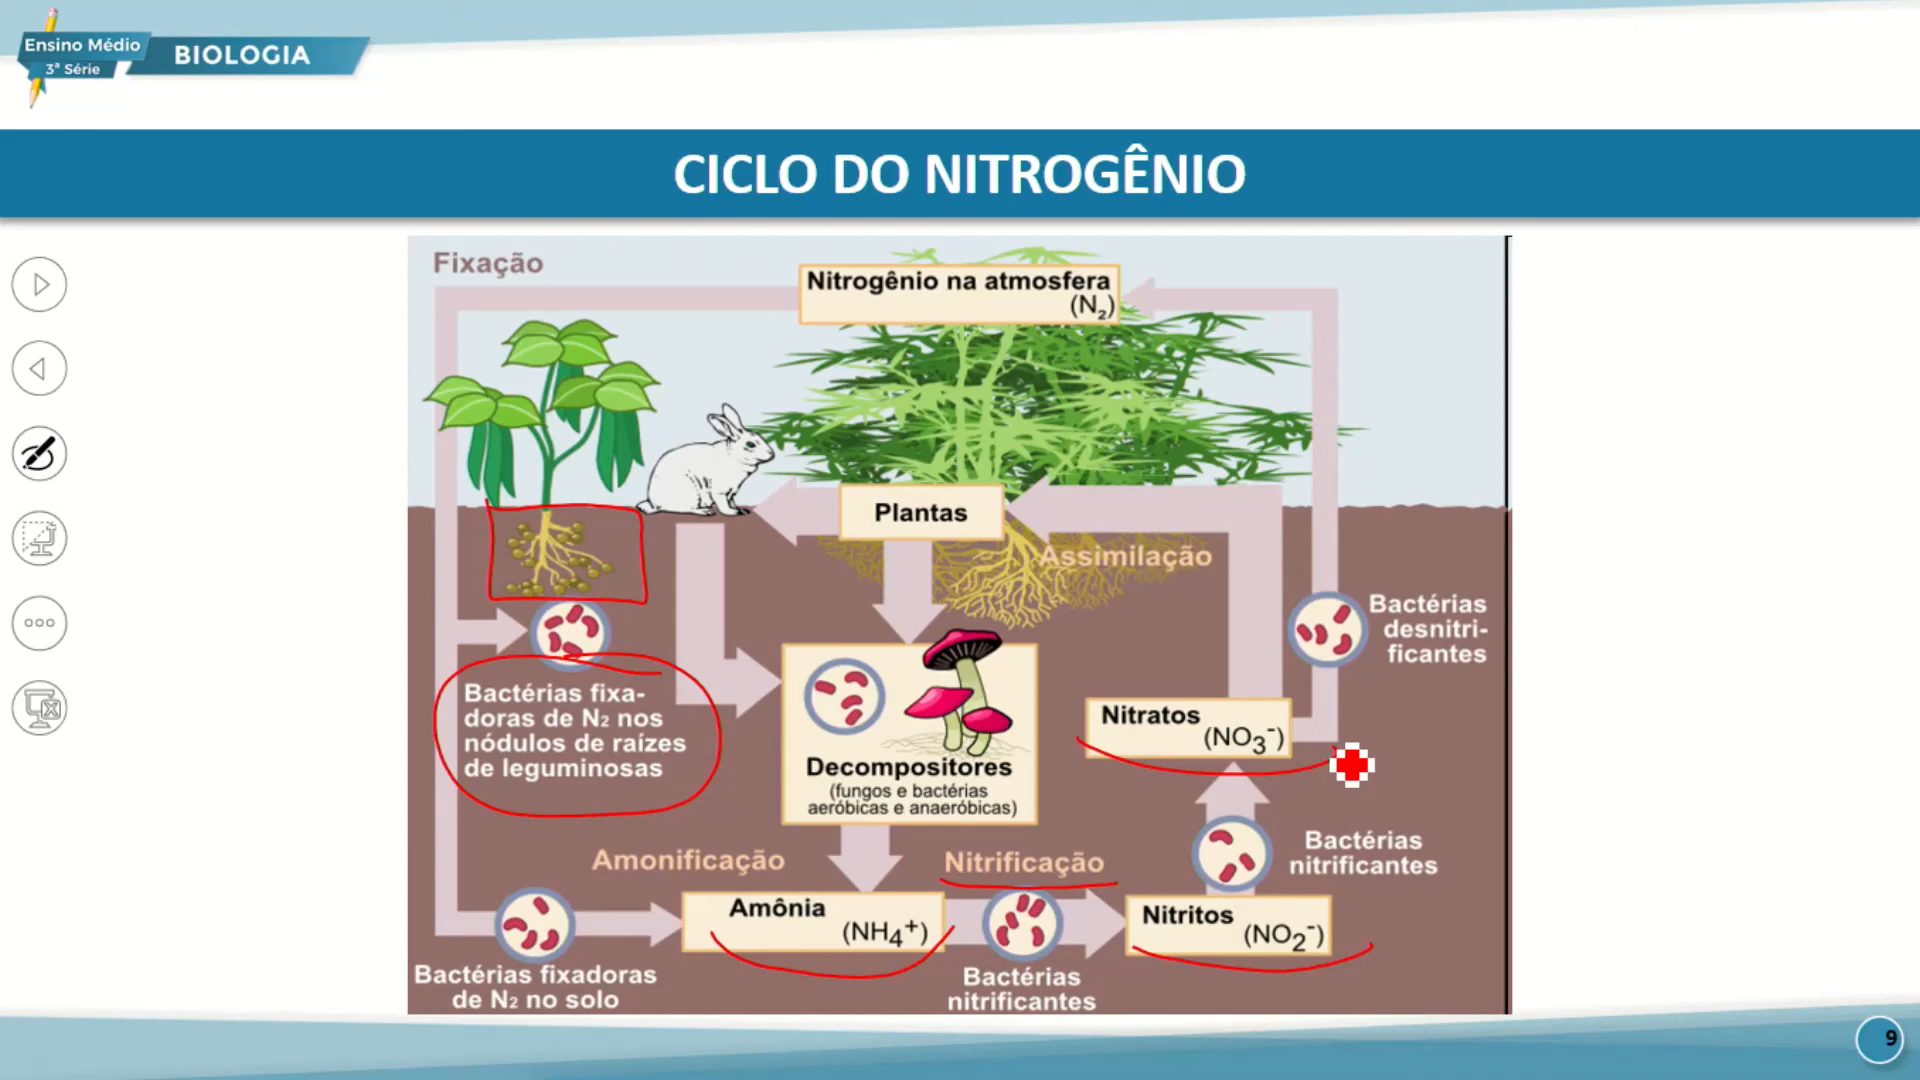 Ensino Médio
3ª Série
BIOLOGIA
CICLO DO NITROGÊNIO
Fixação
Nitrogênio na atmosfera
(N₂)
Plantas
Assimilação
Bactérias
desnitri-
ficantes
Bactérias fixa-
doras de N₂ nos
nódulos de raízes
de leguminosas
Nitratos
(NO₃⁻)
Decompositores
(fungos e bactérias
aeróbicas e anaeróbicas)
Bactérias
nitrificantes
Amonificação
Nitrificação
Amônia
(NH₄⁺)
Nitritos
(NO₂⁻)
Bactérias fixadoras
de N₂ no solo
Bactérias
nitrificantes
9